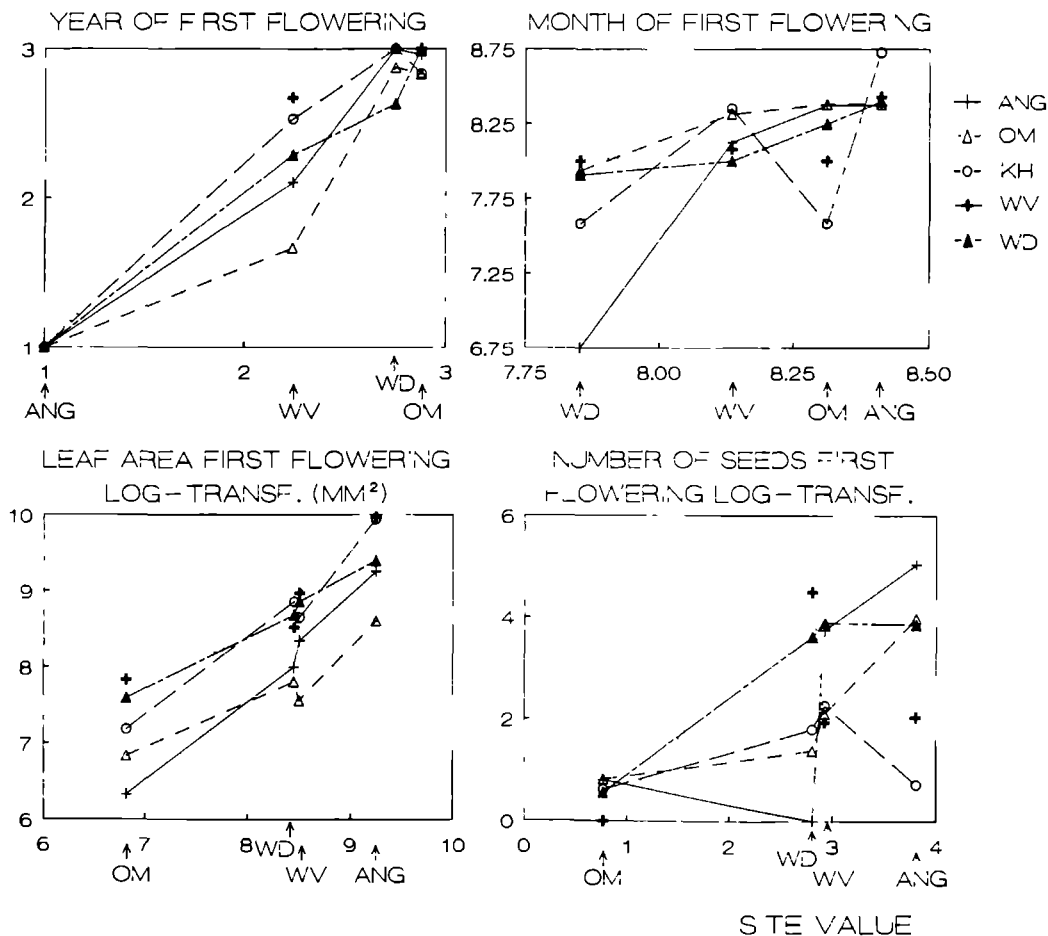 YEAR OF FIRST FLOWERING
3
2
1
1 2 3
ANG WV WD OM
MONTH OF FIRST FLOWERING
8.75
8.25
7.75
7.25
6.75
7.75 8.00 8.25 8.50
WD WV OM ANG
ANG
OM
KH
WV
WD
LEAF AREA FIRST FLOWERING
LOG-TRANSF. (MM²)
10
9
8
7
6
6 7 8 9 10
OM WD WV ANG
NUMBER OF SEEDS FIRST
FLOWERING LOG-TRANSF.
6
4
2
0
0 1 2 3 4
OM WD WV ANG
SITE VALUE